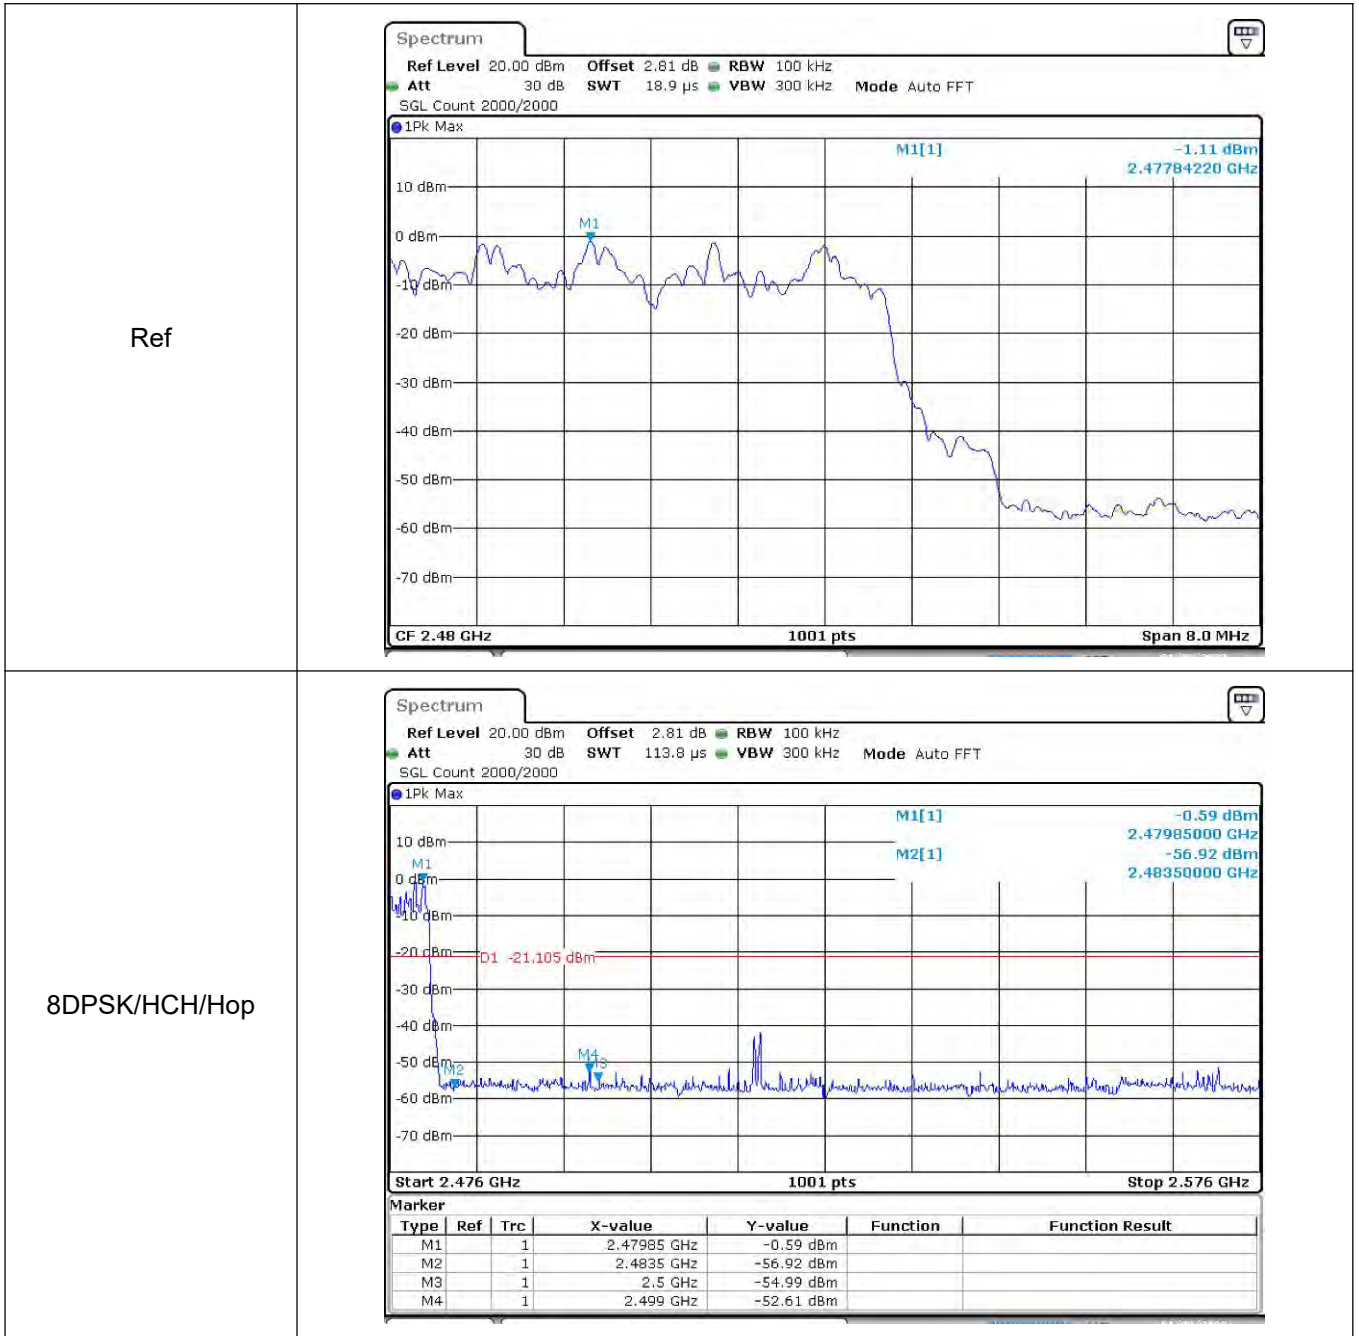 Ref
Spectrum
Ref Level 20.00 dBm Offset 2.81 dB RBW 100 kHz
Att 30 dB SWT 18.9 µs VBW 300 kHz Mode Auto FFT
SGL Count 2000/2000
1Pk Max
M1[1] -1.11 dBm
2.47784220 GHz
10 dBm
M1
0 dBm
-10 dBm
-20 dBm
-30 dBm
-40 dBm
-50 dBm
-60 dBm
-70 dBm
CF 2.48 GHz 1001 pts Span 8.0 MHz
8DPSK/HCH/Hop
Spectrum
Ref Level 20.00 dBm Offset 2.81 dB RBW 100 kHz
Att 30 dB SWT 113.8 µs VBW 300 kHz Mode Auto FFT
SGL Count 2000/2000
1Pk Max
M1[1] -0.59 dBm
2.47985000 GHz
10 dBm
M2[1] -56.92 dBm
M1
2.48350000 GHz
0 dBm
-10 dBm
-20 dBm
D1 -21.105 dBm
-30 dBm
-40 dBm
M4
-50 dBm
M3
M2
-60 dBm
-70 dBm
Start 2.476 GHz 1001 pts Stop 2.576 GHz
Marker
Type Ref Trc X-value Y-value Function Function Result
M1 1 2.47985 GHz -0.59 dBm
M2 1 2.4835 GHz -56.92 dBm
M3 1 2.5 GHz -54.99 dBm
M4 1 2.499 GHz -52.61 dBm